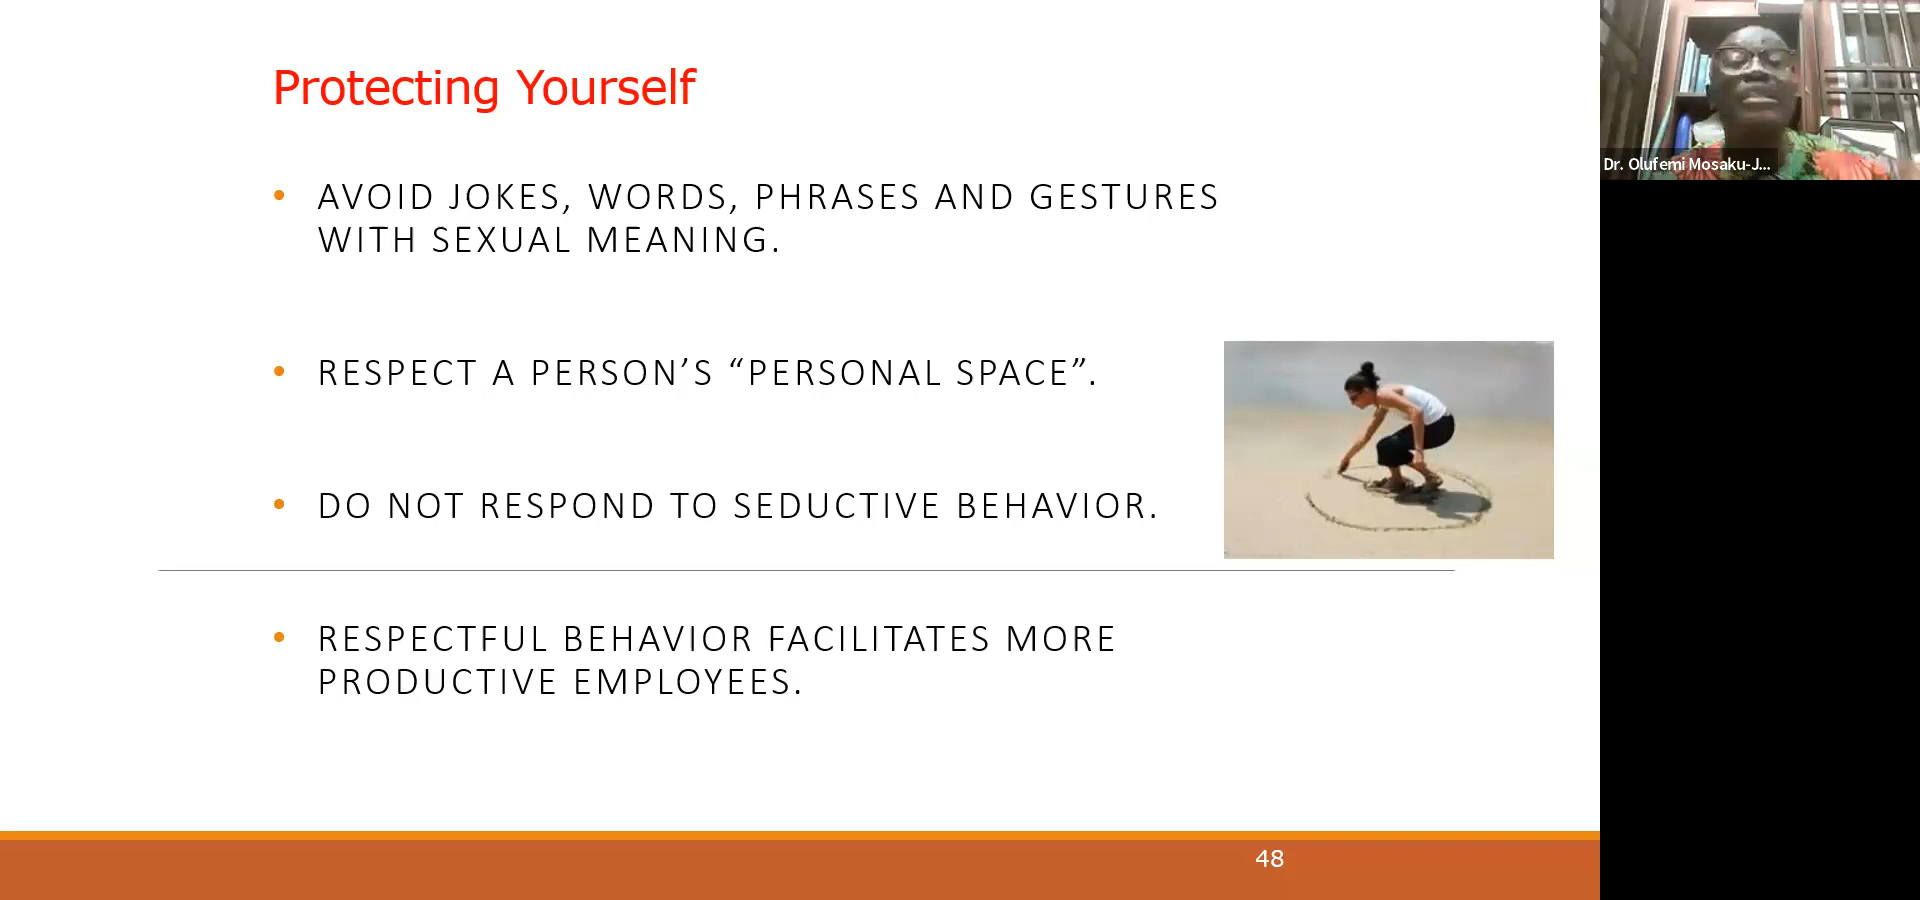 Protecting Yourself
• AVOID JOKES, WORDS, PHRASES AND GESTURES
WITH SEXUAL MEANING.
• RESPECT A PERSON’S “PERSONAL SPACE”.
• DO NOT RESPOND TO SEDUCTIVE BEHAVIOR.
• RESPECTFUL BEHAVIOR FACILITATES MORE
PRODUCTIVE EMPLOYEES.
48
Dr. Olufemi Mosaku-J...